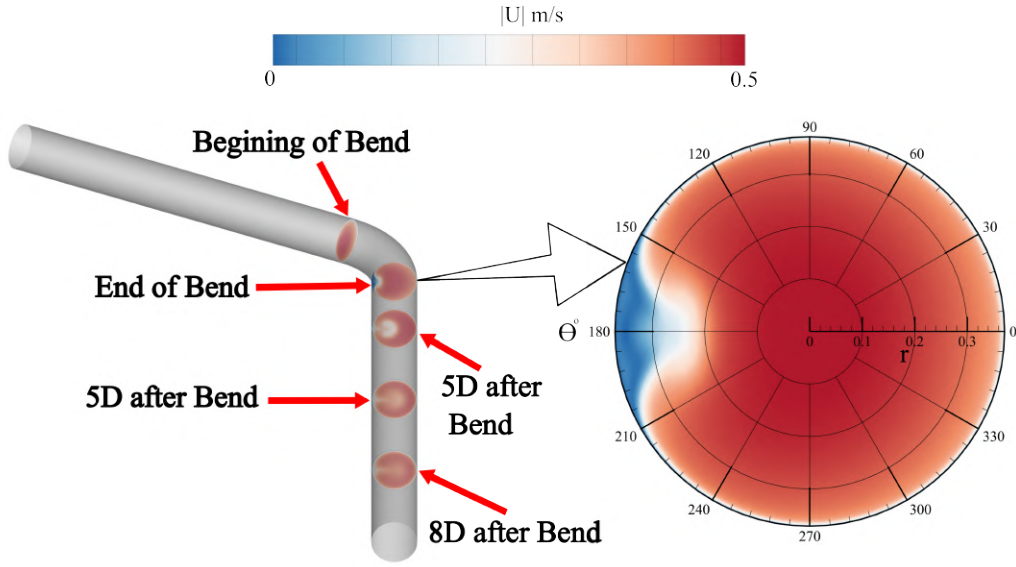 |U| m/s
0
0.5
Begining of Bend
End of Bend
5D after Bend
5D after
Bend
8D after Bend
90
120
60
150
30
ϴ°
180
0
0
0.1
0.2
0.3
r
210
330
240
300
270